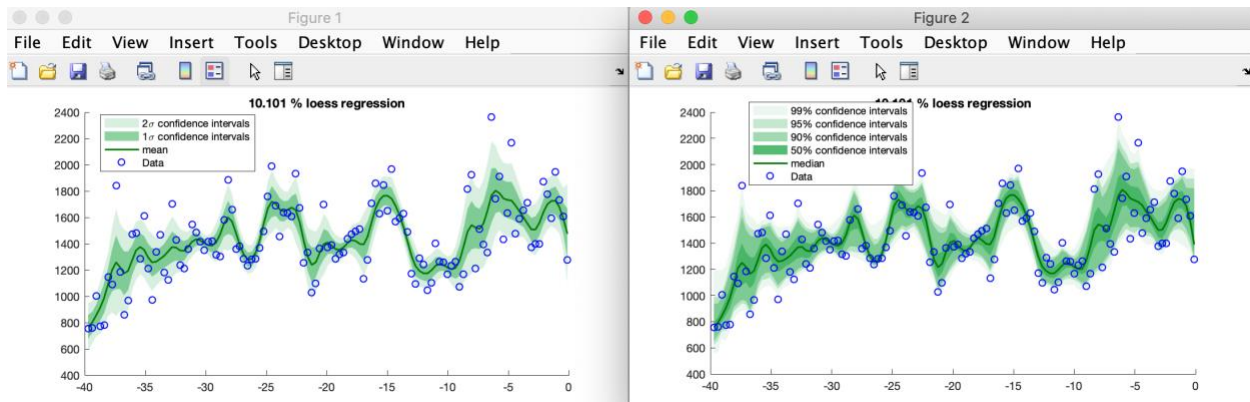 Figure 1
File Edit View Insert Tools Desktop Window Help
10.101 % loess regression
2σ confidence intervals
1σ confidence intervals
mean
Data
2400
2200
2000
1800
1600
1400
1200
1000
800
600
400
-40 -35 -30 -25 -20 -15 -10 -5 0
Figure 2
File Edit View Insert Tools Desktop Window Help
10.101 % loess regression
99% confidence intervals
95% confidence intervals
90% confidence intervals
50% confidence intervals
median
Data
2400
2200
2000
1800
1600
1400
1200
1000
800
600
400
-40 -35 -30 -25 -20 -15 -10 -5 0